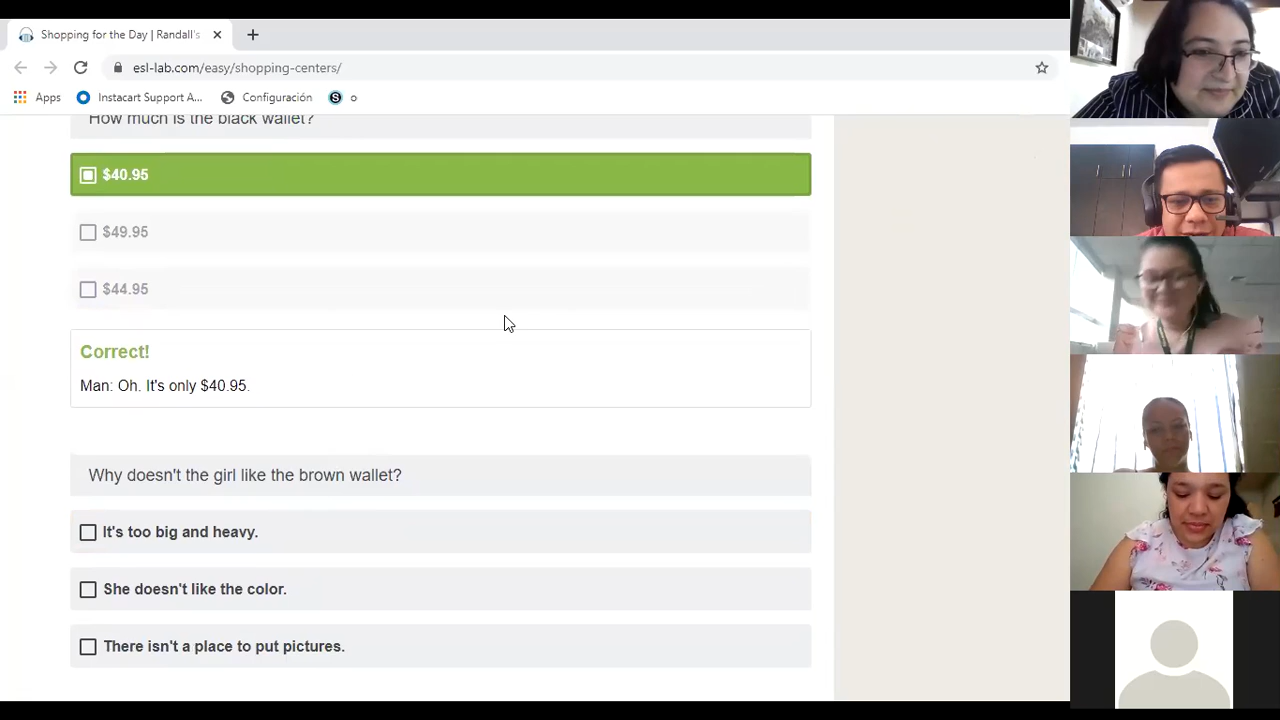 Shopping for the Day | Randall's
esl-lab.com/easy/shopping-centers/
Apps
Instacart Support A...
Configuración
S
o
How much is the black wallet?
$40.95
$49.95
$44.95
Correct!
Man: Oh. It's only $40.95.
Why doesn't the girl like the brown wallet?
It's too big and heavy.
She doesn't like the color.
There isn't a place to put pictures.